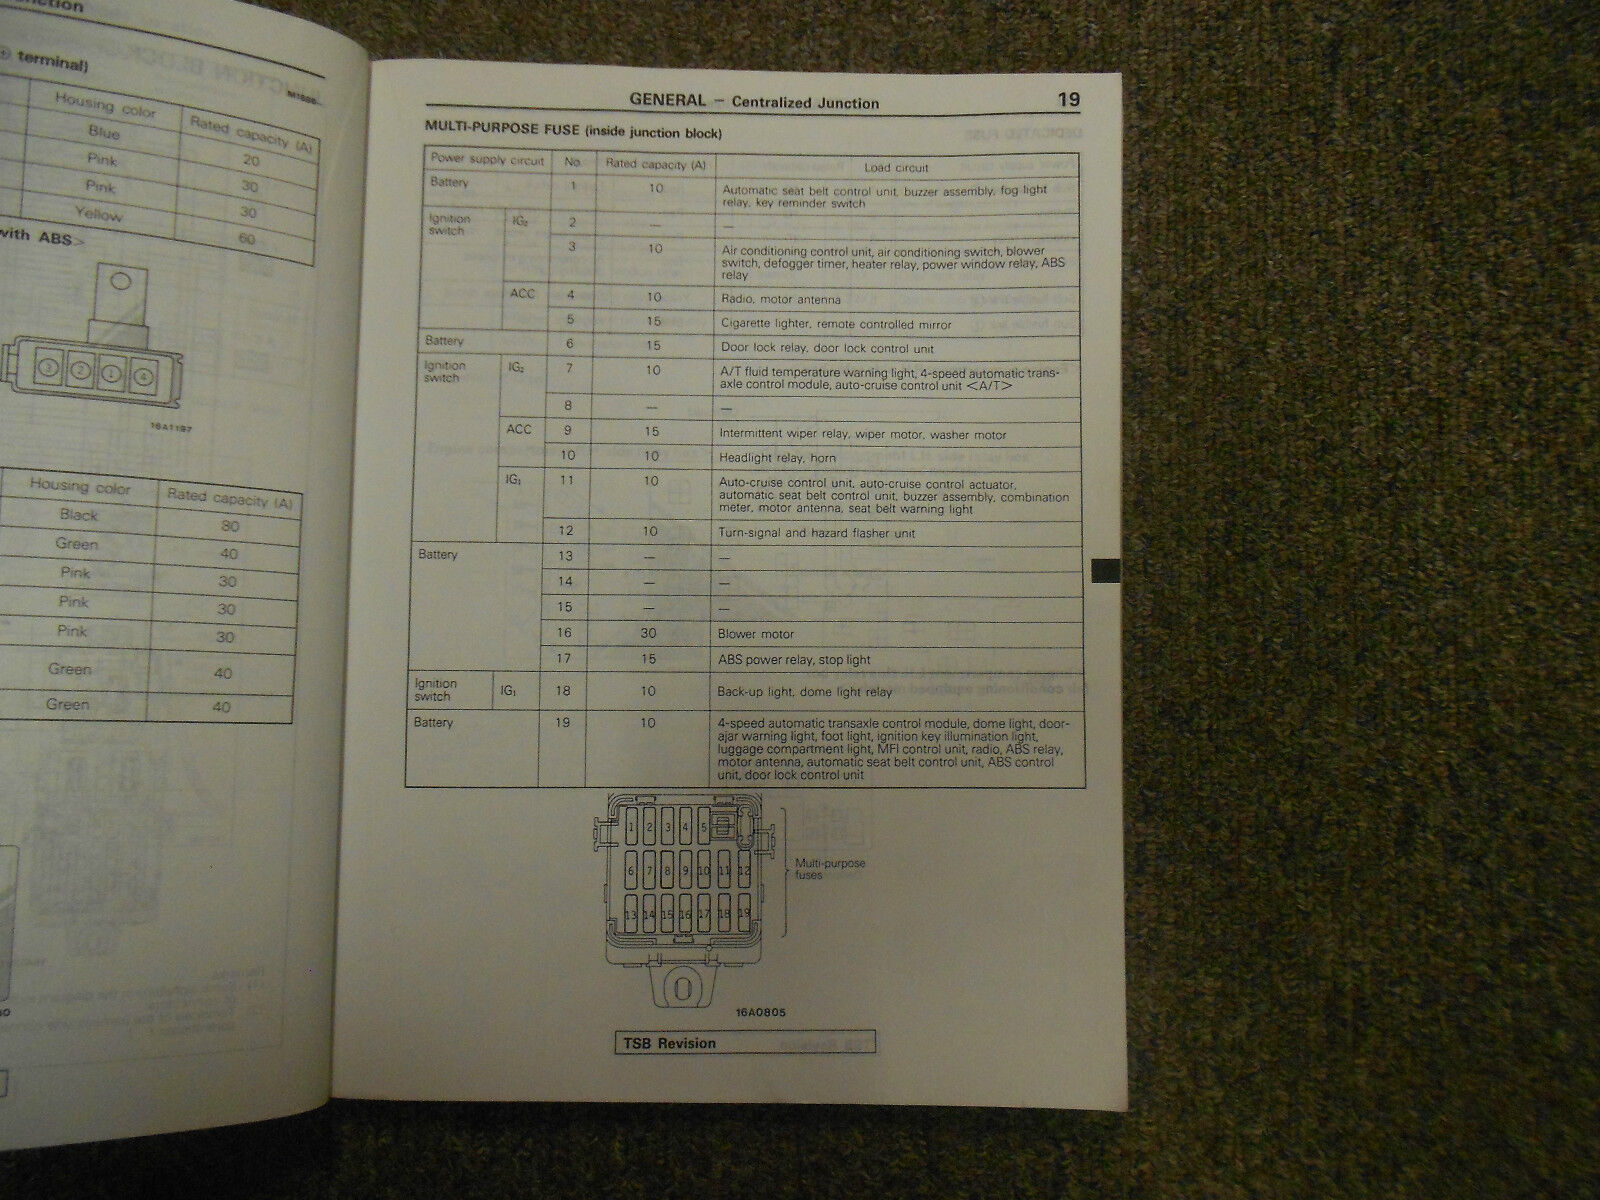 terminal)
M1606
Housing color Rated capacity (A)
Blue 20
Pink 30
Pink 30
Yellow 60
with ABS>
3 2 1 4
16A1197
Housing color Rated capacity (A)
Black 80
Green 40
Pink 30
Pink 30
Pink 30
Green 40
Green 40
GENERAL – Centralized Junction 19
MULTI-PURPOSE FUSE (inside junction block)
Power supply circuit No. Rated capacity (A) Load circuit
Battery 1 10 Automatic seat belt control unit, buzzer assembly, fog light
relay, key reminder switch
Ignition switch IG2 2 — —
3 10 Air conditioning control unit, air conditioning switch, blower
switch, defogger timer, heater relay, power window relay, ABS
relay
ACC 4 10 Radio, motor antenna
5 15 Cigarette lighter, remote controlled mirror
Battery 6 15 Door lock relay, door lock control unit
Ignition switch IG2 7 10 A/T fluid temperature warning light, 4-speed automatic trans-
axle control module, auto-cruise control unit <A/T>
8 — —
ACC 9 15 Intermittent wiper relay, wiper motor, washer motor
10 10 Headlight relay, horn
IG1 11 10 Auto-cruise control unit, auto-cruise control actuator,
automatic seat belt control unit, buzzer assembly, combination
meter, motor antenna, seat belt warning light
12 10 Turn-signal and hazard flasher unit
Battery 13 — —
14 — —
15 — —
16 30 Blower motor
17 15 ABS power relay, stop light
Ignition switch IG1 18 10 Back-up light, dome light relay
Battery 19 10 4-speed automatic transaxle control module, dome light, door-
ajar warning light, foot light, ignition key illumination light,
luggage compartment light, MFI control unit, radio, ABS relay,
motor antenna, automatic seat belt control unit, ABS control
unit, door lock control unit
1 2 3 4 5
6 7 8 9 10 11 12
13 14 15 16 17 18 19
Multi-purpose
fuses
16A0805
TSB Revision